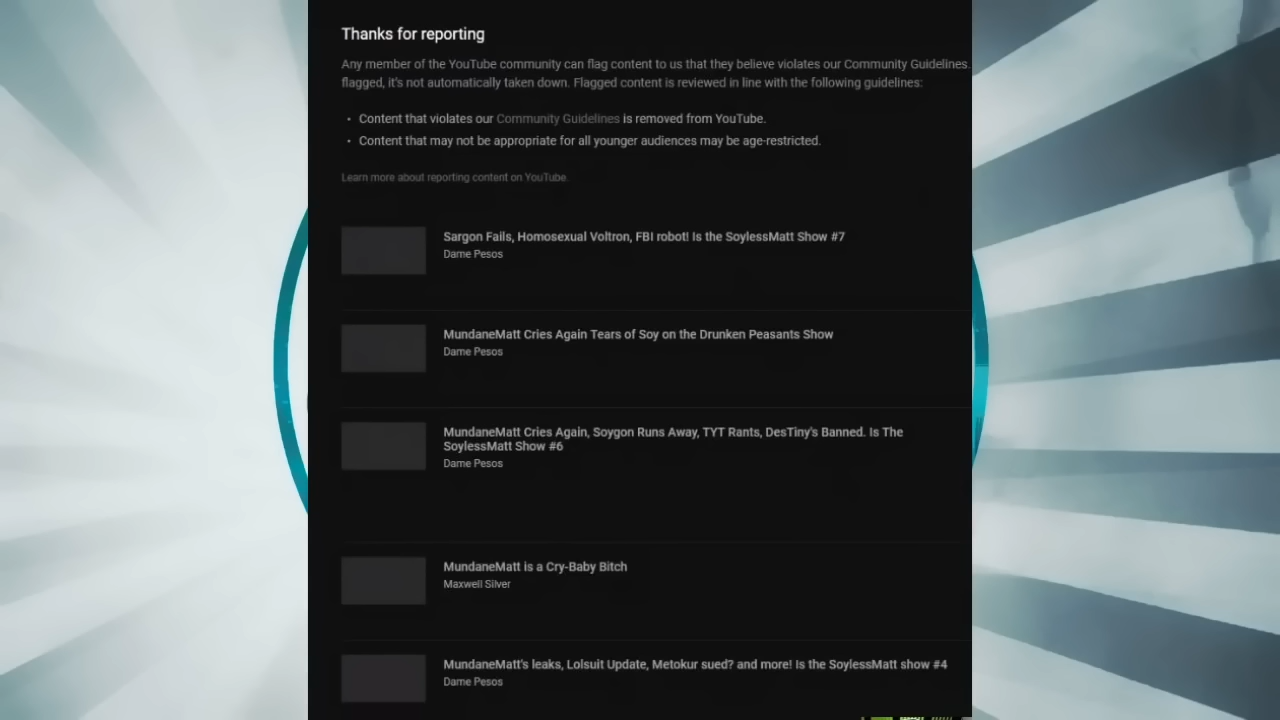 Thanks for reporting
Any member of the YouTube community can flag content to us that they believe violates our Community Guidelines.
flagged, it's not automatically taken down. Flagged content is reviewed in line with the following guidelines:
• Content that violates our Community Guidelines is removed from YouTube.
• Content that may not be appropriate for all younger audiences may be age-restricted.
Learn more about reporting content on YouTube.
Sargon Fails, Homosexual Voltron, FBI robot! Is the SoylessMatt Show #7
Dame Pesos
MundaneMatt Cries Again Tears of Soy on the Drunken Peasants Show
Dame Pesos
MundaneMatt Cries Again, Soygon Runs Away, TYT Rants, DesTiny's Banned. Is The
SoylessMatt Show #6
Dame Pesos
MundaneMatt is a Cry-Baby Bitch
Maxwell Silver
MundaneMatt's leaks, Lolsuit Update, Metokur sued? and more! Is the SoylessMatt show #4
Dame Pesos